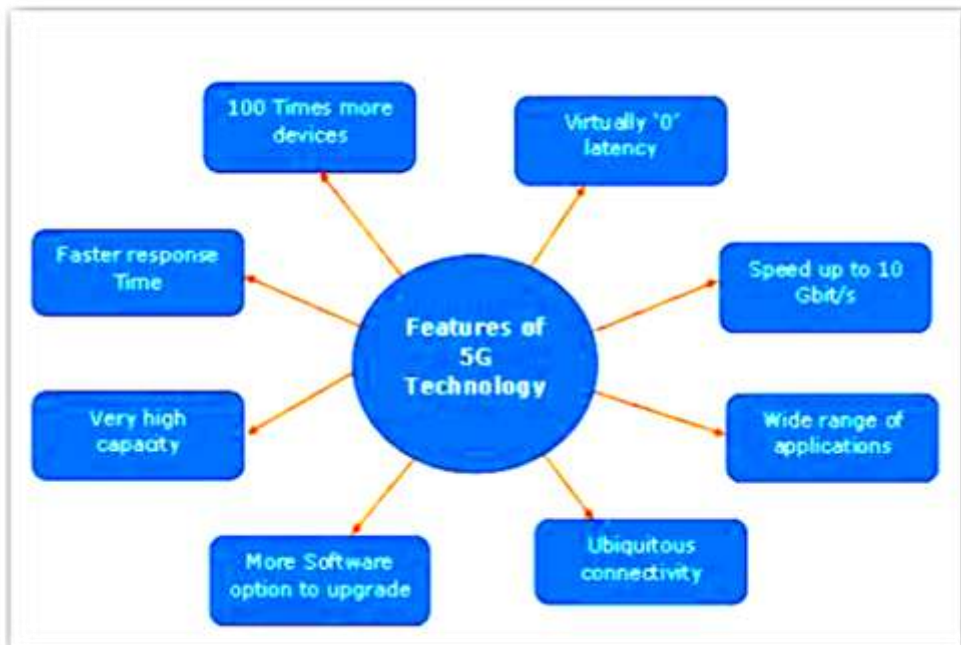 100 Times more
devices
Virtually '0'
latency
Faster response
Time
Speed up to 10
Gbit/s
Features of
5G
Technology
Very high
capacity
Wide range of
applications
More Software
option to upgrade
Ubiquitous
connectivity